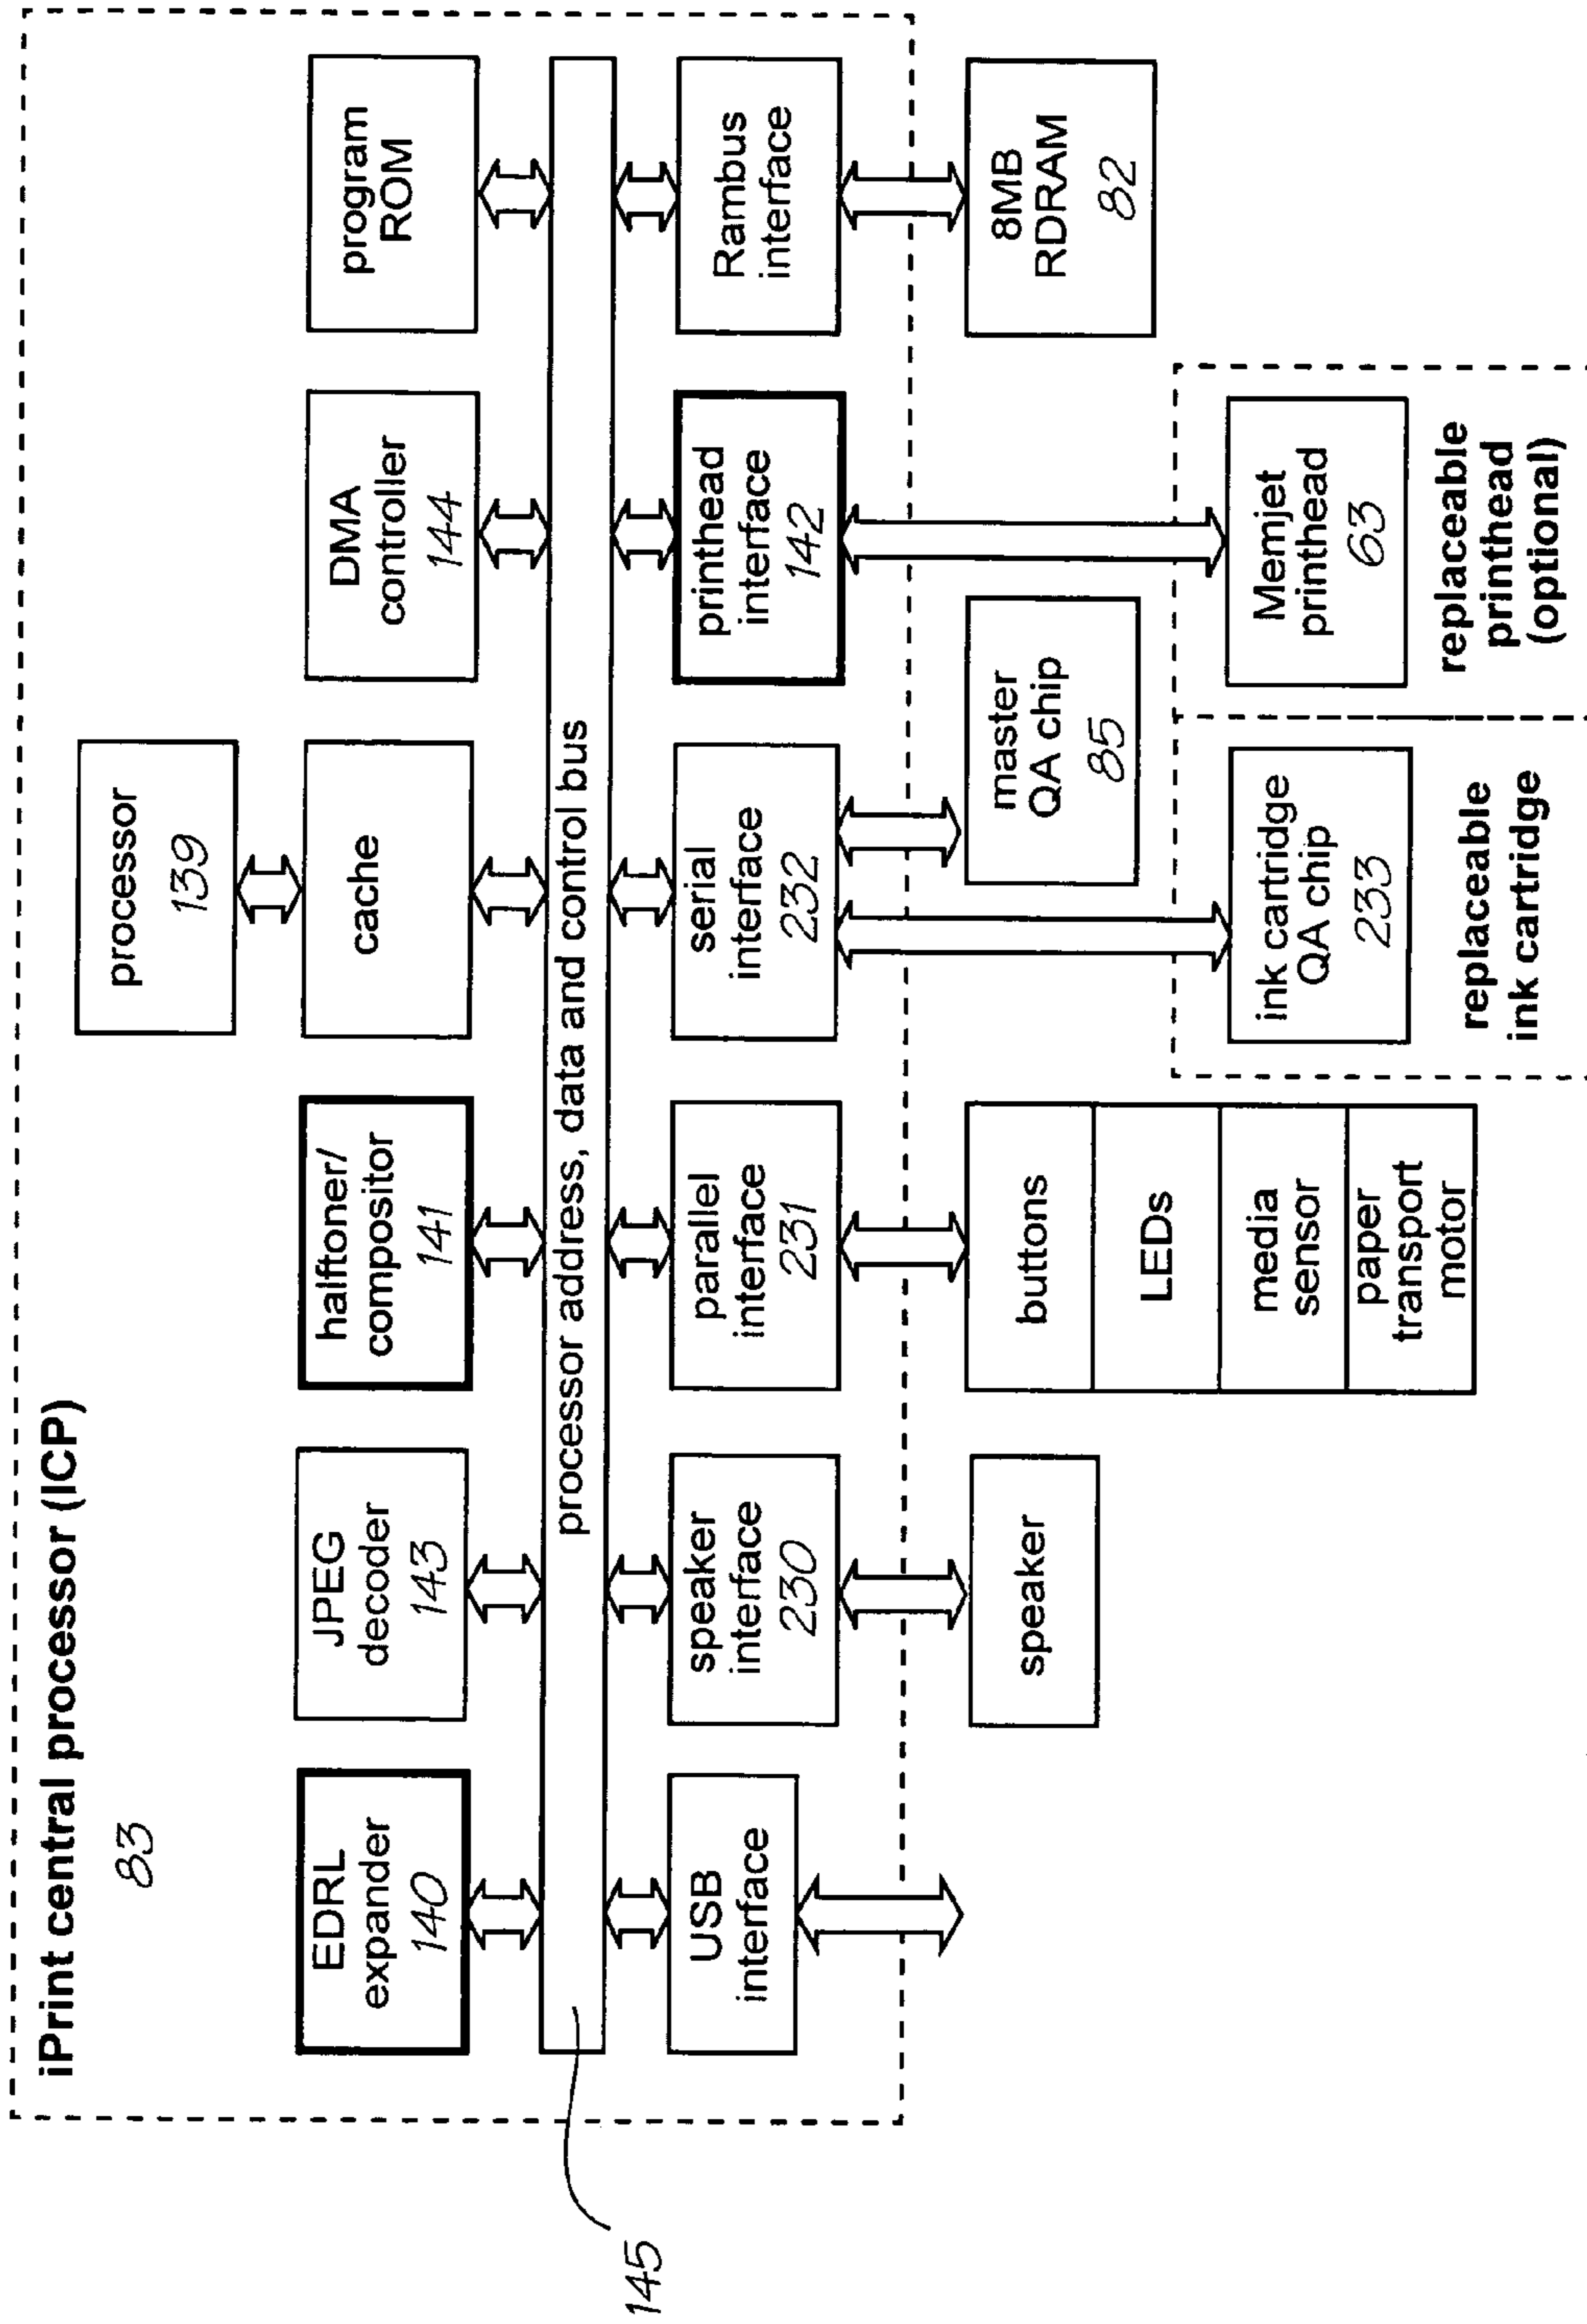 iPrint central processor (ICP)
83
processor
139
EDRL
expander
140
JPEG
decoder
143
halftoner/
compositor
141
cache
DMA
controller
144
program
ROM
processor address, data and control bus
145
USB
interface
speaker
interface
230
parallel
interface
231
serial
interface
232
printhead
interface
142
Rambus
interface
speaker
buttons
LEDs
media
sensor
paper
transport
motor
master
QA chip
85
8MB
RDRAM
82
ink cartridge
QA chip
233
replaceable
ink cartridge
Memjet
printhead
63
replaceable
printhead
(optional)